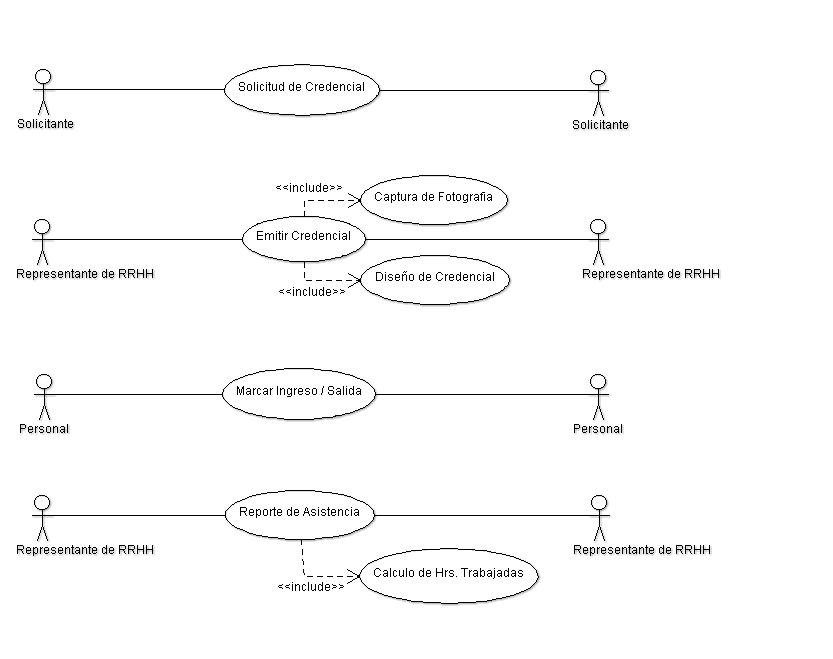 Solicitud de Credencial
Solicitante
Solicitante
<<include>>
Captura de Fotografia
Emitir Credencial
Representante de RRHH
Diseño de Credencial
Representante de RRHH
<<include>>
Marcar Ingreso / Salida
Personal
Personal
Reporte de Asistencia
Representante de RRHH
Representante de RRHH
Calculo de Hrs. Trabajadas
<<include>>